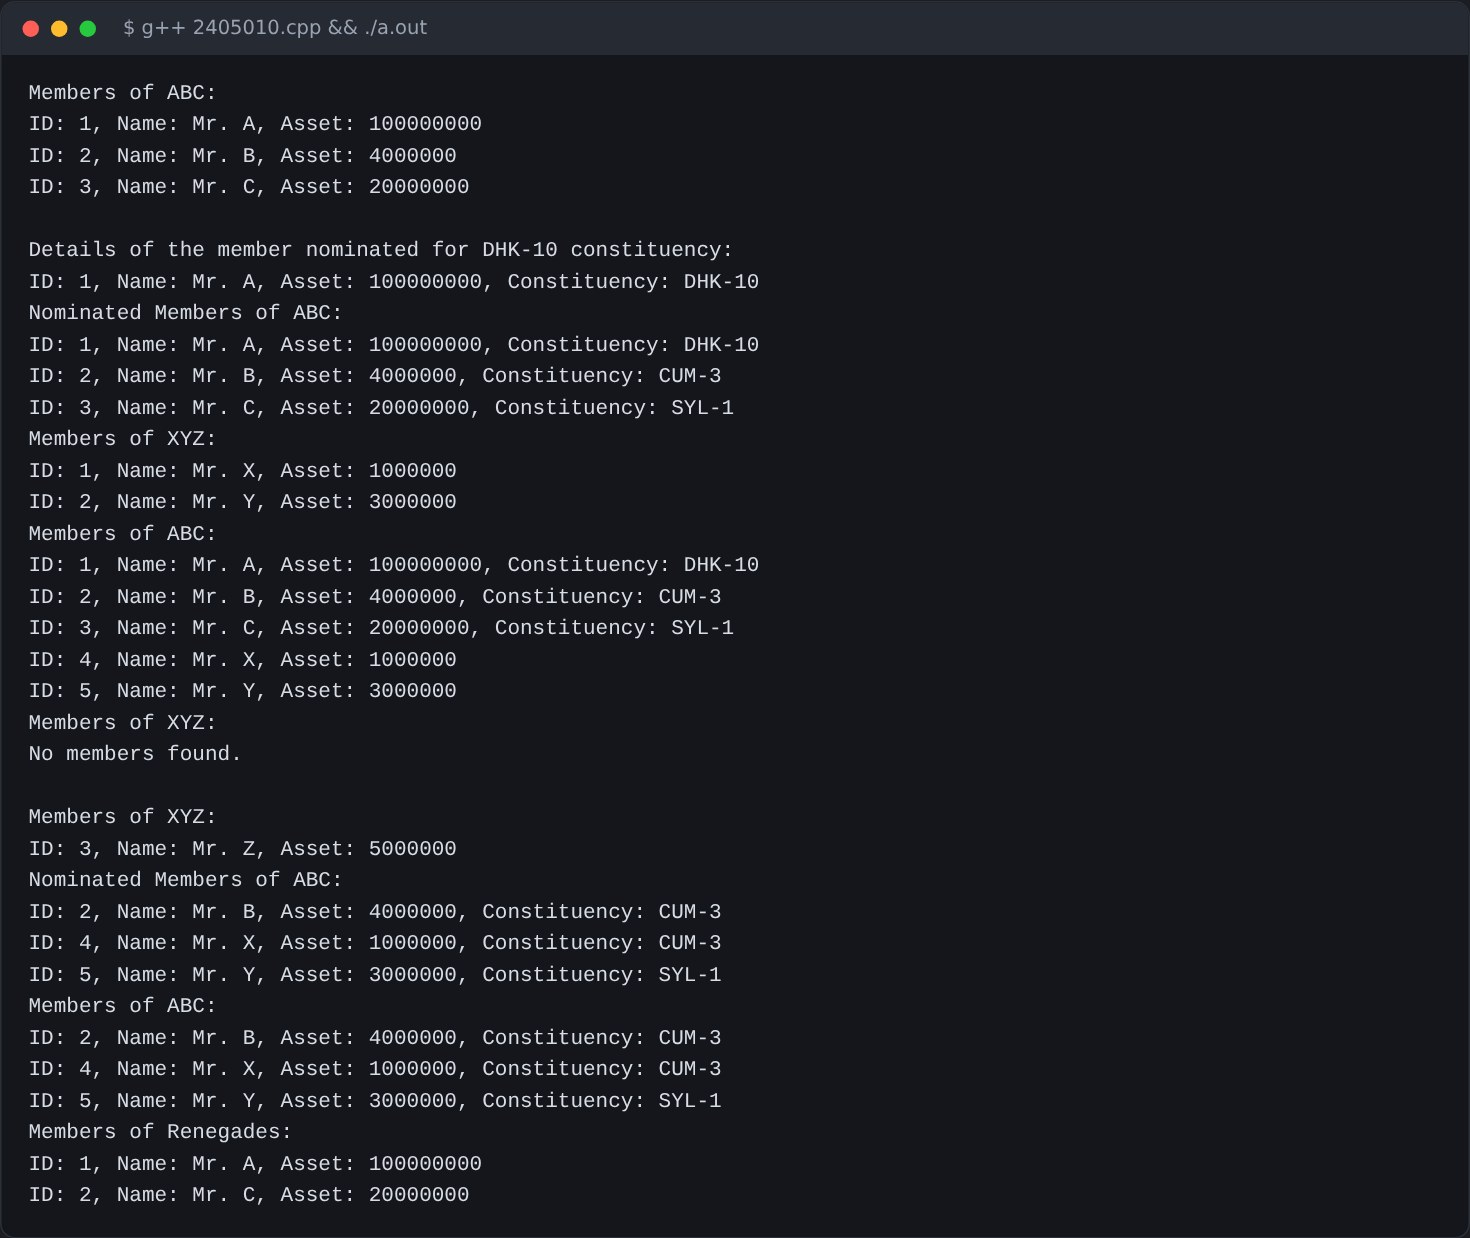 $ g++ 2405010.cpp && ./a.out
Members of ABC:
ID: 1, Name: Mr. A, Asset: 100000000
ID: 2, Name: Mr. B, Asset: 4000000
ID: 3, Name: Mr. C, Asset: 20000000

Details of the member nominated for DHK-10 constituency:
ID: 1, Name: Mr. A, Asset: 100000000, Constituency: DHK-10
Nominated Members of ABC:
ID: 1, Name: Mr. A, Asset: 100000000, Constituency: DHK-10
ID: 2, Name: Mr. B, Asset: 4000000, Constituency: CUM-3
ID: 3, Name: Mr. C, Asset: 20000000, Constituency: SYL-1
Members of XYZ:
ID: 1, Name: Mr. X, Asset: 1000000
ID: 2, Name: Mr. Y, Asset: 3000000
Members of ABC:
ID: 1, Name: Mr. A, Asset: 100000000, Constituency: DHK-10
ID: 2, Name: Mr. B, Asset: 4000000, Constituency: CUM-3
ID: 3, Name: Mr. C, Asset: 20000000, Constituency: SYL-1
ID: 4, Name: Mr. X, Asset: 1000000
ID: 5, Name: Mr. Y, Asset: 3000000
Members of XYZ:
No members found.

Members of XYZ:
ID: 3, Name: Mr. Z, Asset: 5000000
Nominated Members of ABC:
ID: 2, Name: Mr. B, Asset: 4000000, Constituency: CUM-3
ID: 4, Name: Mr. X, Asset: 1000000, Constituency: CUM-3
ID: 5, Name: Mr. Y, Asset: 3000000, Constituency: SYL-1
Members of ABC:
ID: 2, Name: Mr. B, Asset: 4000000, Constituency: CUM-3
ID: 4, Name: Mr. X, Asset: 1000000, Constituency: CUM-3
ID: 5, Name: Mr. Y, Asset: 3000000, Constituency: SYL-1
Members of Renegades:
ID: 1, Name: Mr. A, Asset: 100000000
ID: 2, Name: Mr. C, Asset: 20000000